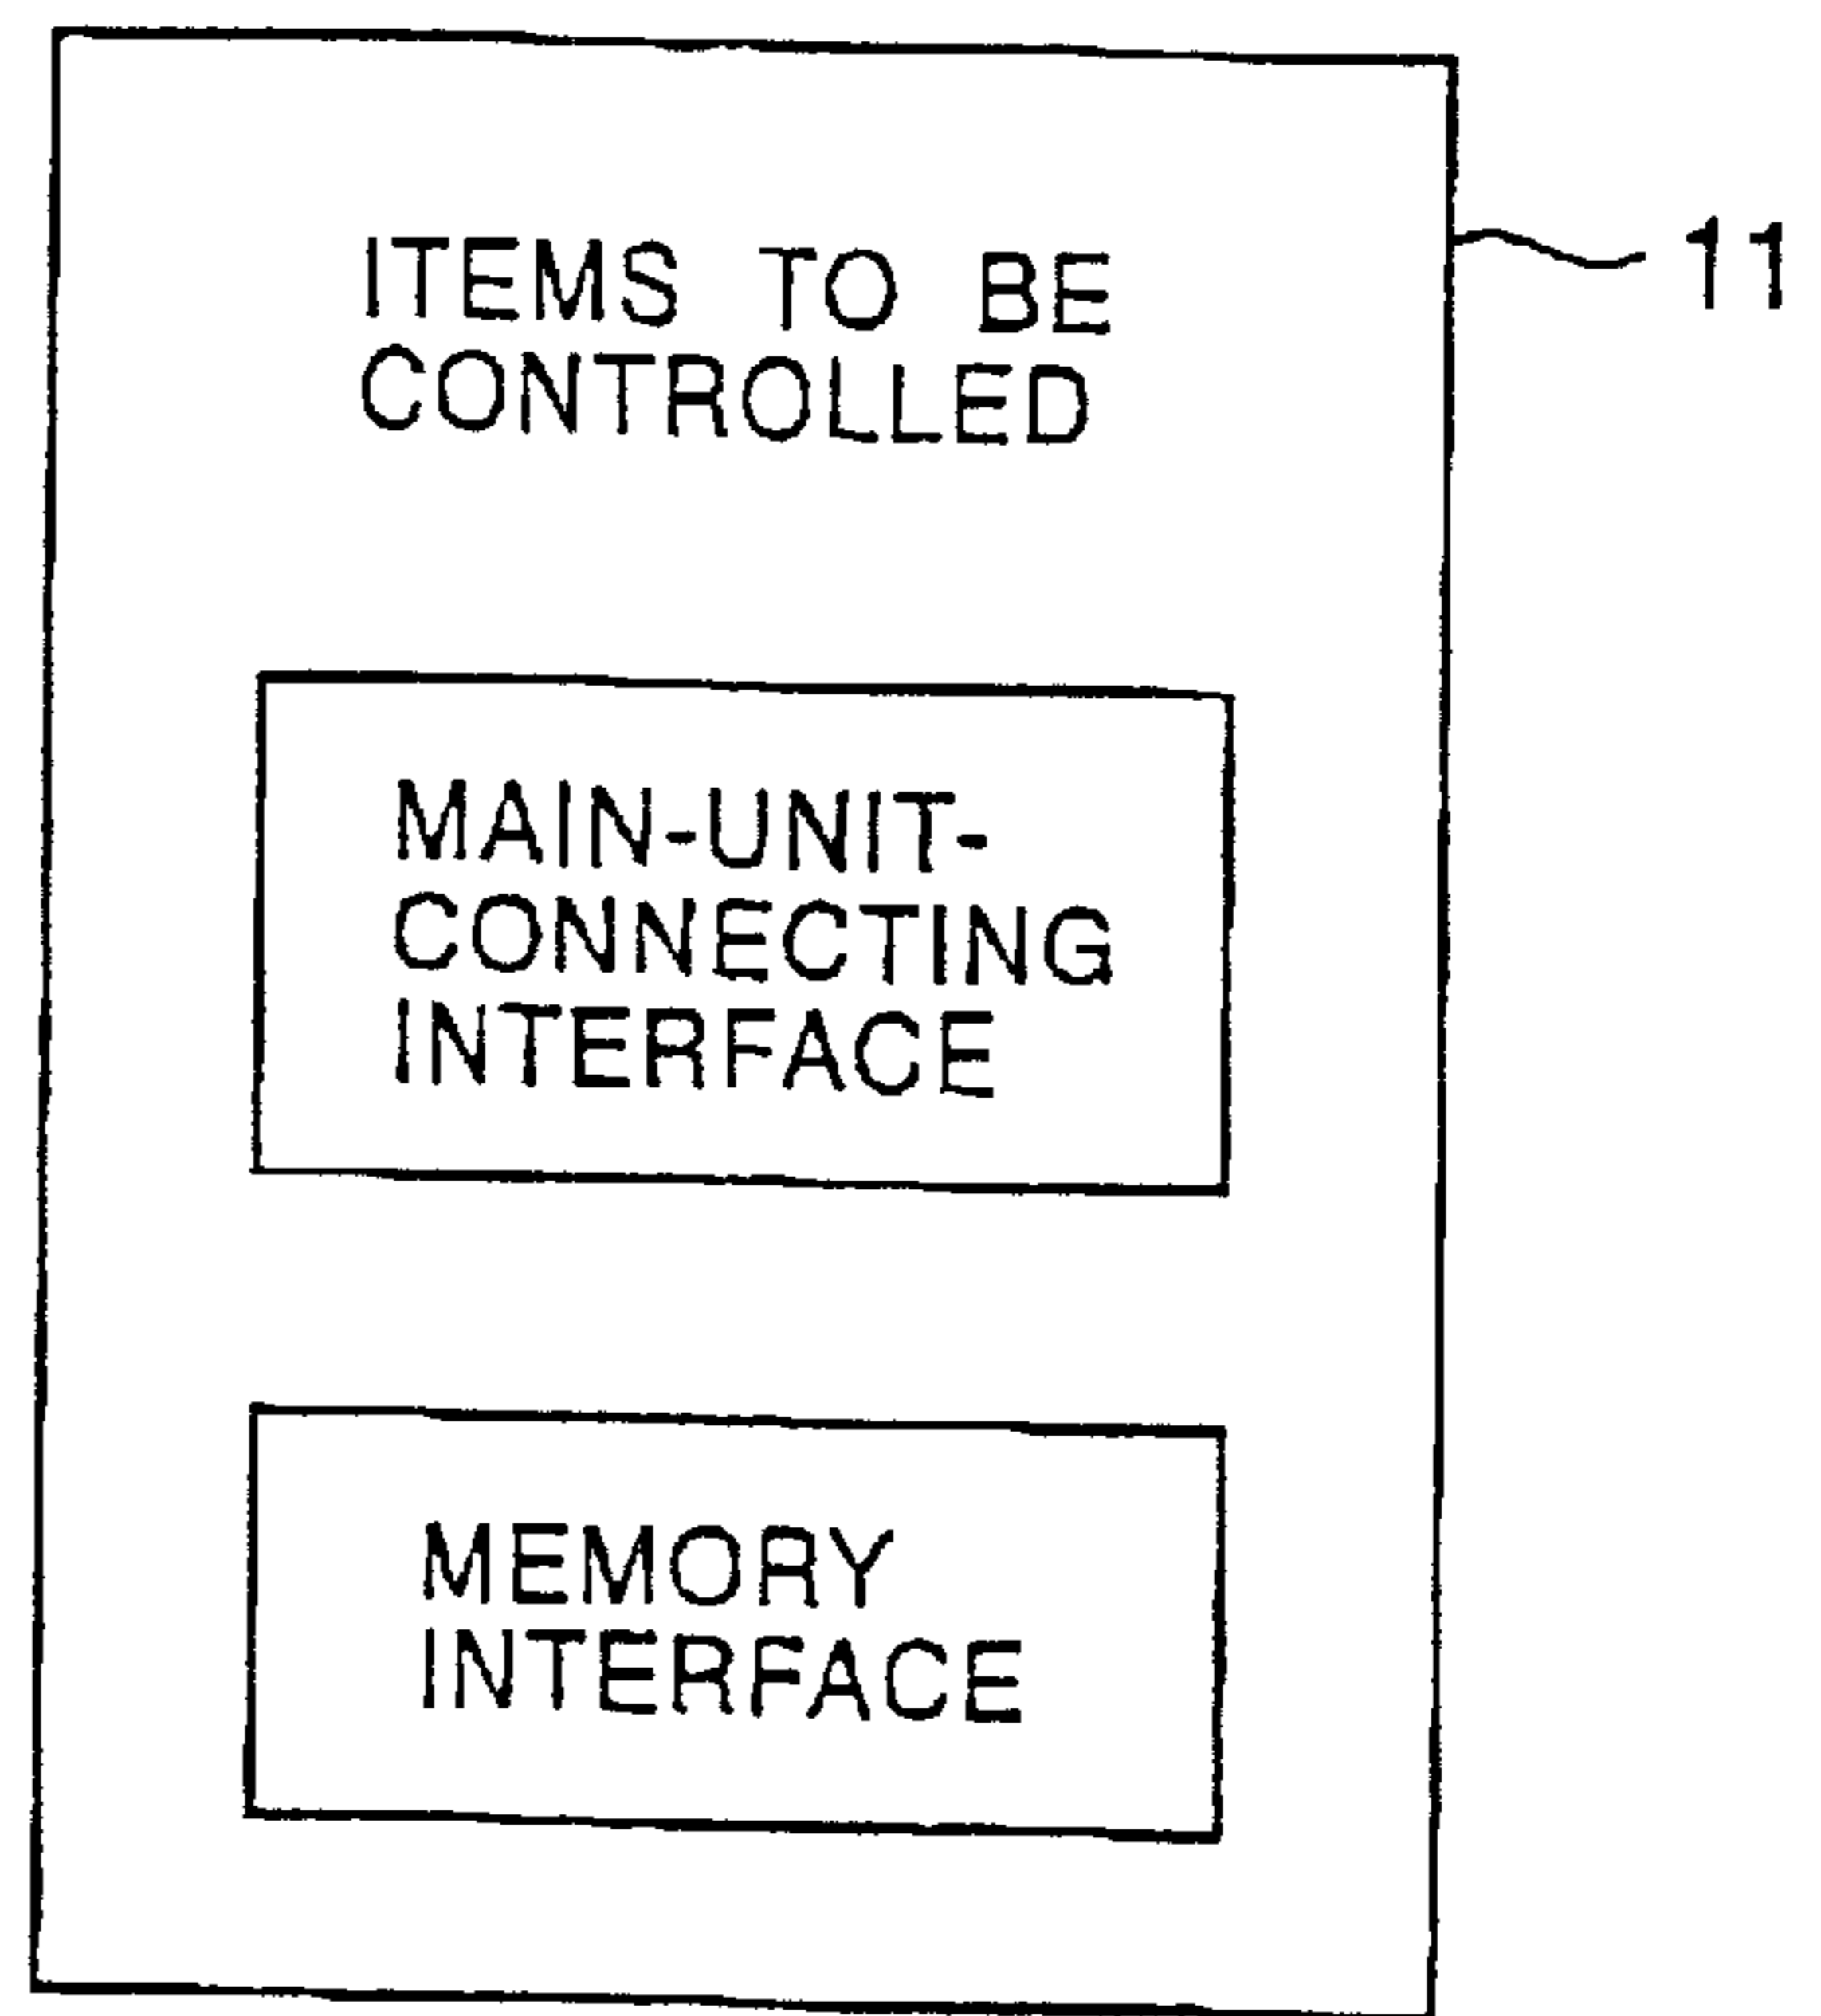 ITEMS TO BE
CONTROLLED
11
MAIN-UNIT-
CONNECTING
INTERFACE
MEMORY
INTERFACE